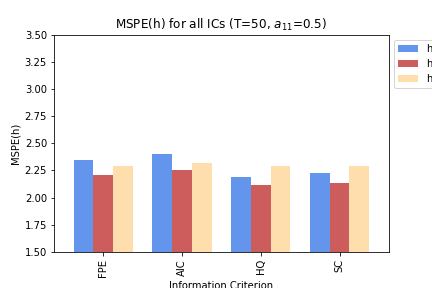 MSPE(h) for all ICs (T=50, a₁₁=0.5)
3.50
3.25
3.00
2.75
2.50
2.25
2.00
1.75
1.50
MSPE(h)
h
h
h
FPE
AIC
HQ
SC
Information Criterion